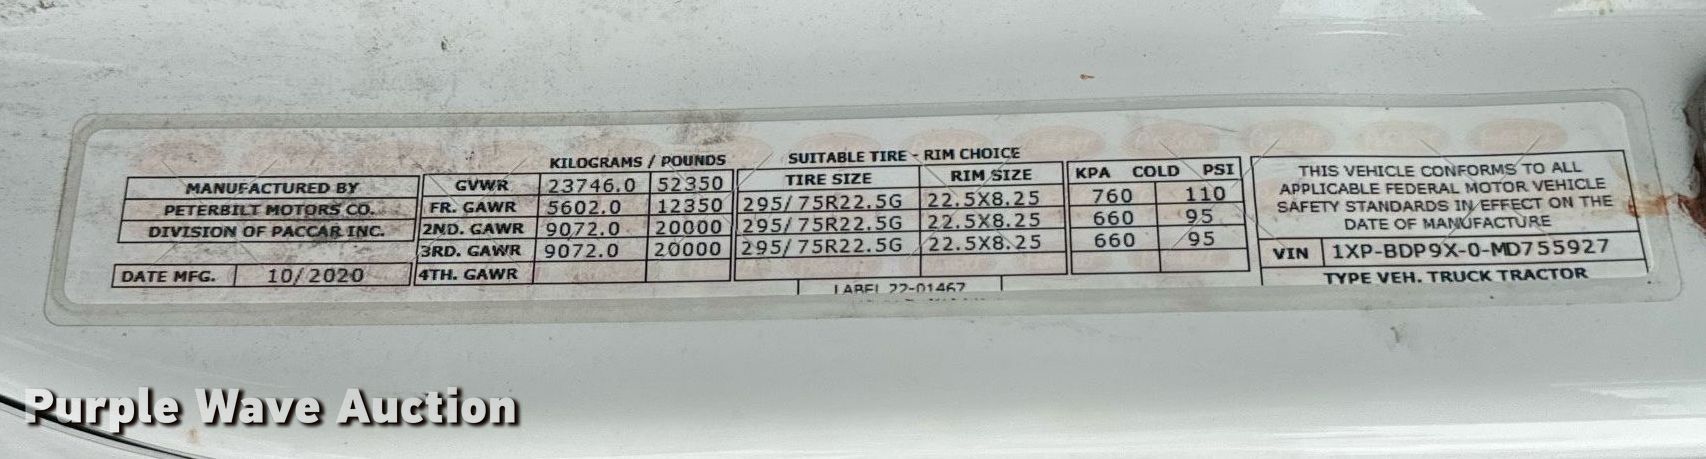 KILOGRAMS / POUNDS SUITABLE TIRE - RIM CHOICE
MANUFACTURED BY GVWR 23746.0 52350 TIRE SIZE RIM SIZE KPA COLD PSI
PETERBILT MOTORS CO. FR. GAWR 5602.0 12350 295/75R22.5G 22.5X8.25 760 110
DIVISION OF PACCAR INC. 2ND. GAWR 9072.0 20000 295/75R22.5G 22.5X8.25 660 95
3RD. GAWR 9072.0 20000 295/75R22.5G 22.5X8.25 660 95
DATE MFG. 10/2020 4TH. GAWR
LABEL 22-01467
THIS VEHICLE CONFORMS TO ALL
APPLICABLE FEDERAL MOTOR VEHICLE
SAFETY STANDARDS IN EFFECT ON THE
DATE OF MANUFACTURE
VIN 1XP-BDP9X-0-MD755927
TYPE VEH. TRUCK TRACTOR
Purple Wave Auction